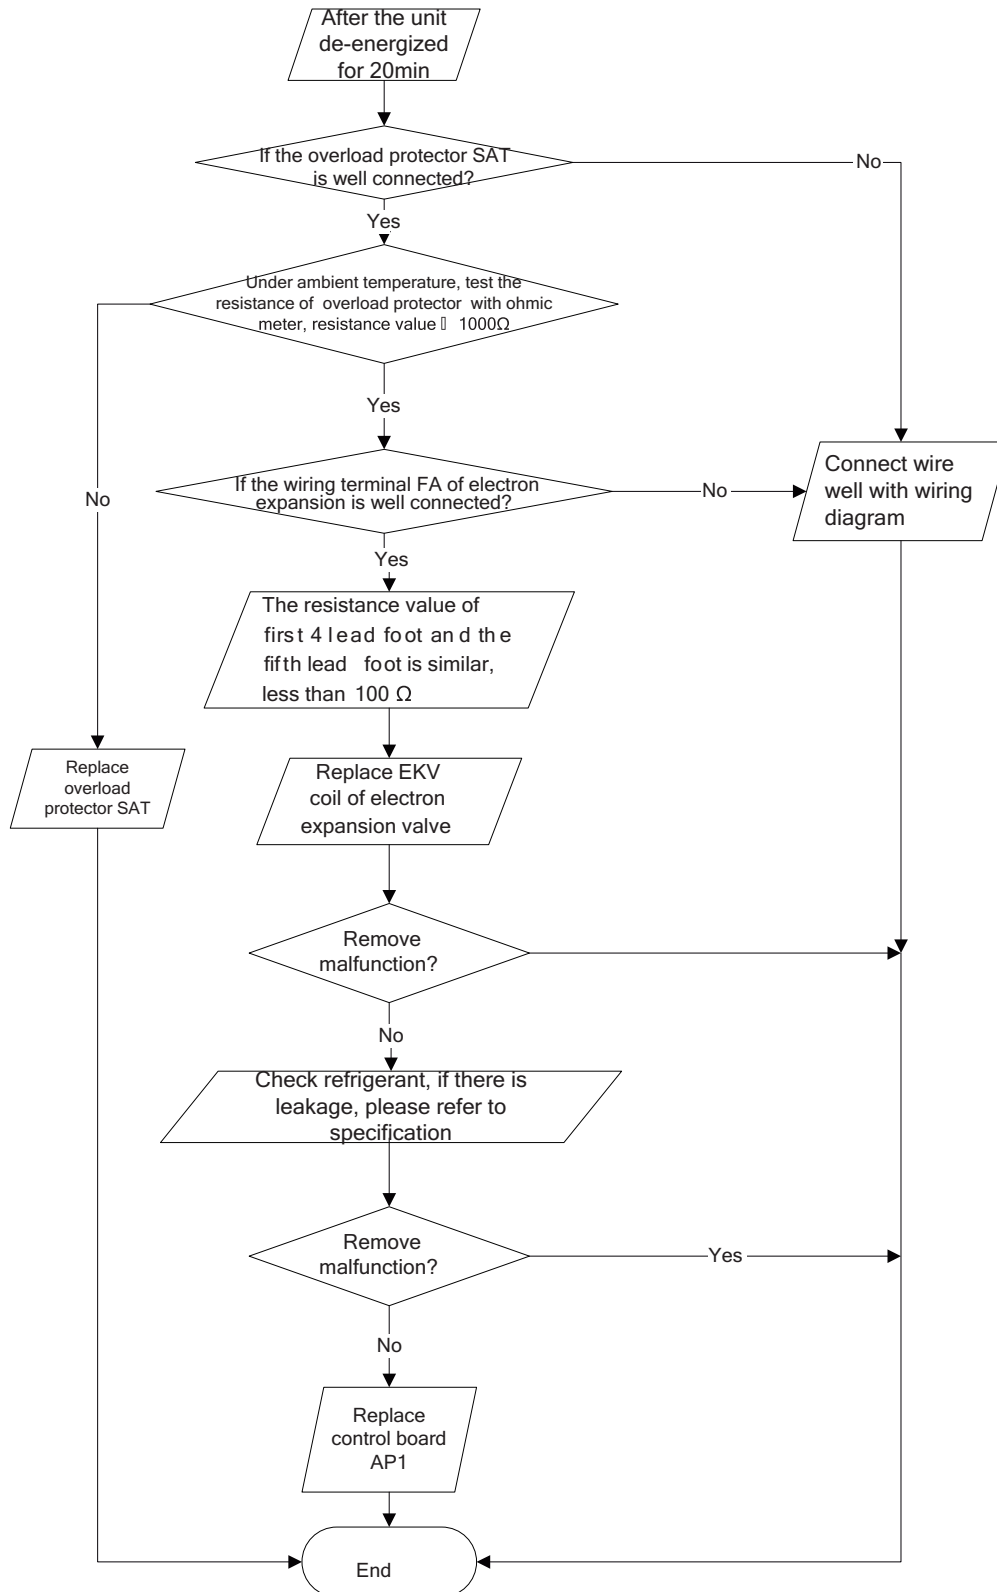 After the unit
de-energized
for 20min
If the overload protector SAT
is well connected?
No
Yes
Under ambient temperature, test the
resistance of overload protector with ohmic
meter, resistance value 1000Ω
Yes
No
If the wiring terminal FA of electron
expansion is well connected?
No
Connect wire
well with wiring
diagram
Yes
The resistance value of
first 4 lead foot and the
fifth lead foot is similar,
less than 100 Ω
Replace
overload
protector SAT
Replace EKV
coil of electron
expansion valve
Remove
malfunction?
No
Check refrigerant, if there is
leakage, please refer to
specification
Remove
malfunction?
Yes
No
Replace
control board
AP1
End